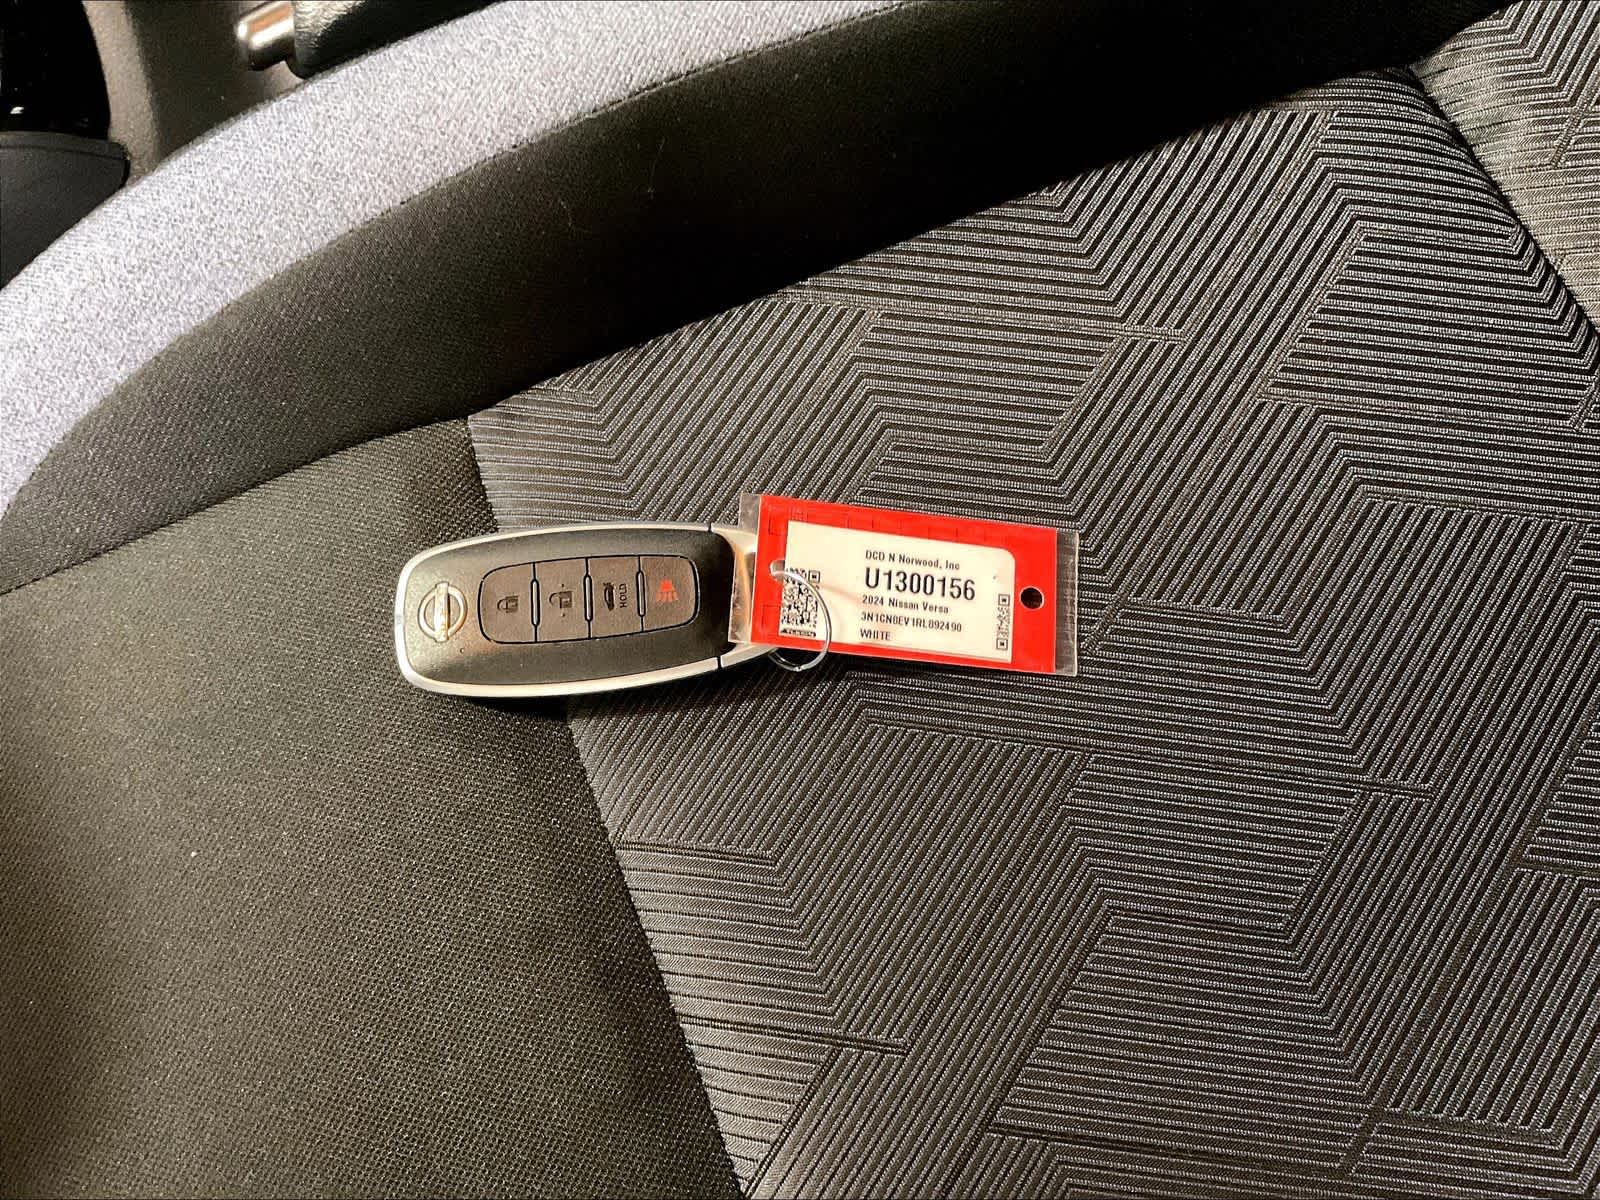 HOLD
DCD N Norwood, Inc
U1300156
2024 Nissan Versa
3N1CN8EV1RL892490
WHITE